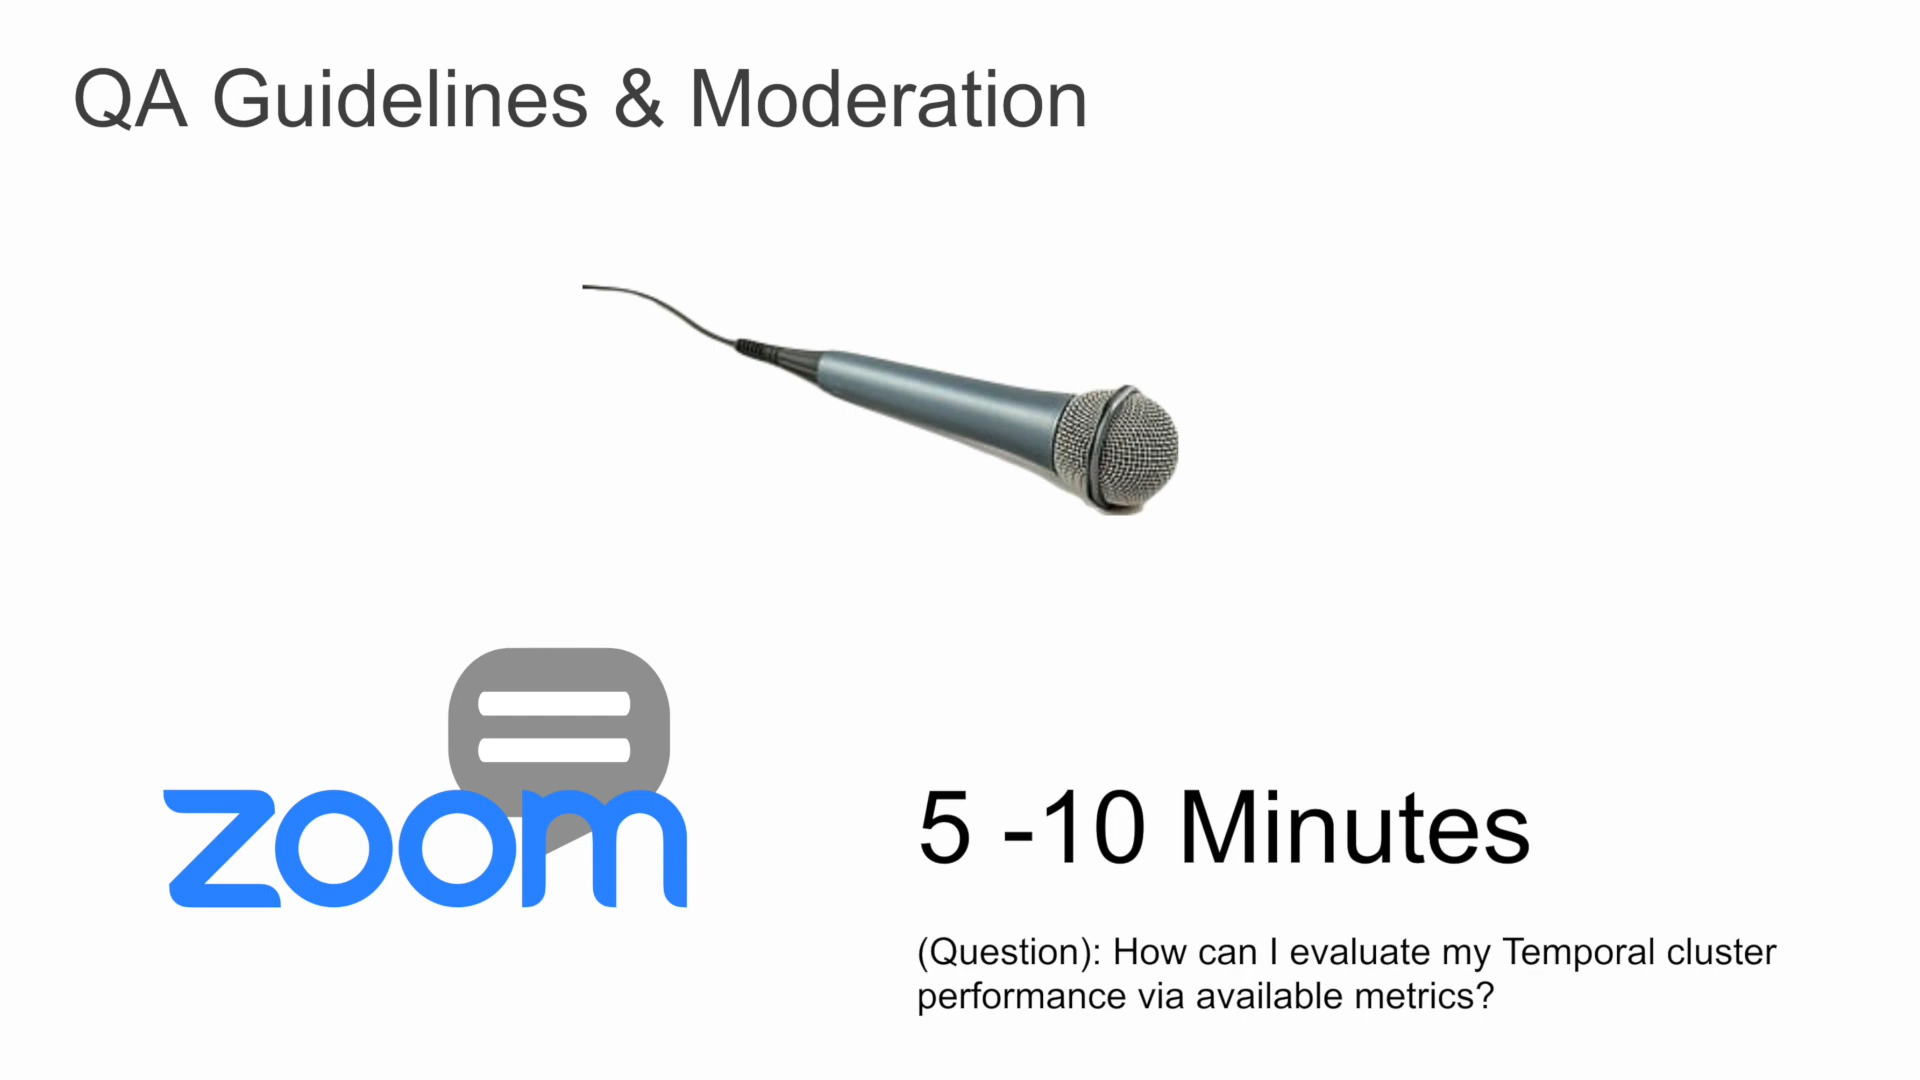 QA Guidelines & Moderation
zoom
5 -10 Minutes
(Question): How can I evaluate my Temporal cluster
performance via available metrics?